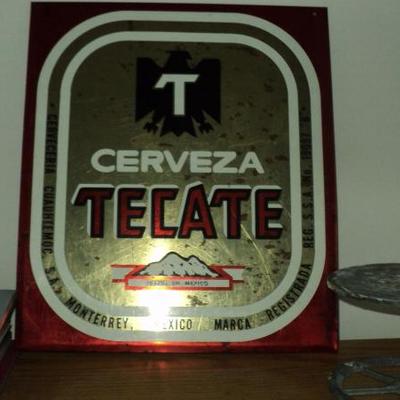 T
CERVEZA
TECATE
HECHO EN MEXICO
CERVECERIA CUAUHTEMOC, S.A. MONTERREY, MEXICO / MARCA REGISTRADA REG. S.S.A. No.